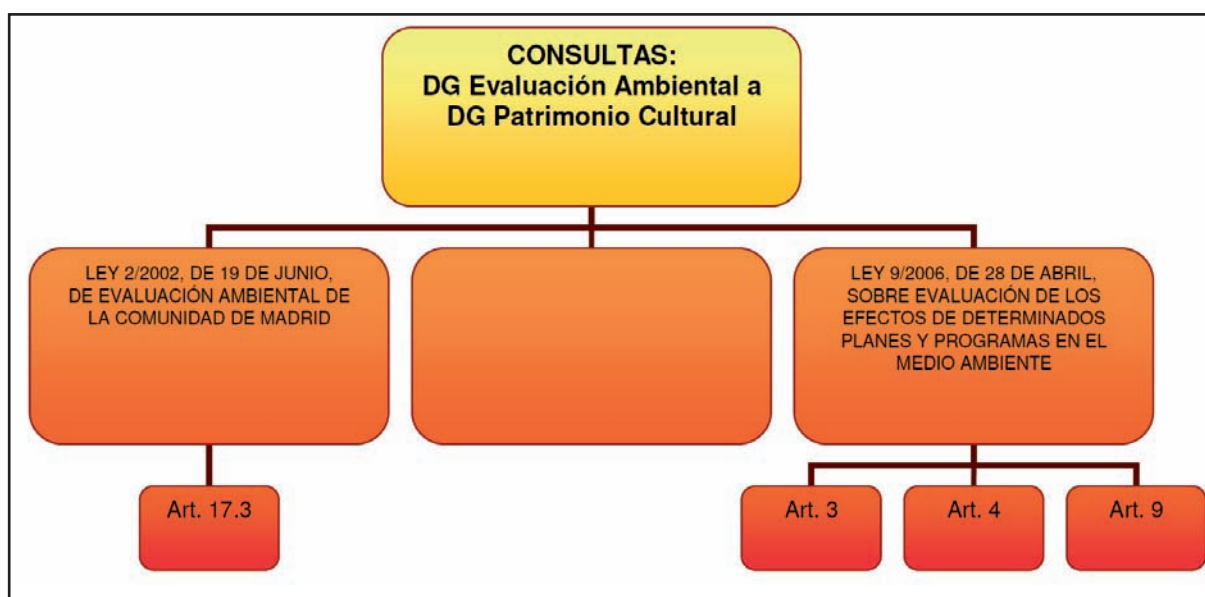 CONSULTAS:
DG Evaluación Ambiental a
DG Patrimonio Cultural
LEY 2/2002, DE 19 DE JUNIO,
DE EVALUACIÓN AMBIENTAL DE
LA COMUNIDAD DE MADRID
LEY 9/2006, DE 28 DE ABRIL,
SOBRE EVALUACIÓN DE LOS
EFECTOS DE DETERMINADOS
PLANES Y PROGRAMAS EN EL
MEDIO AMBIENTE
Art. 17.3
Art. 3
Art. 4
Art. 9